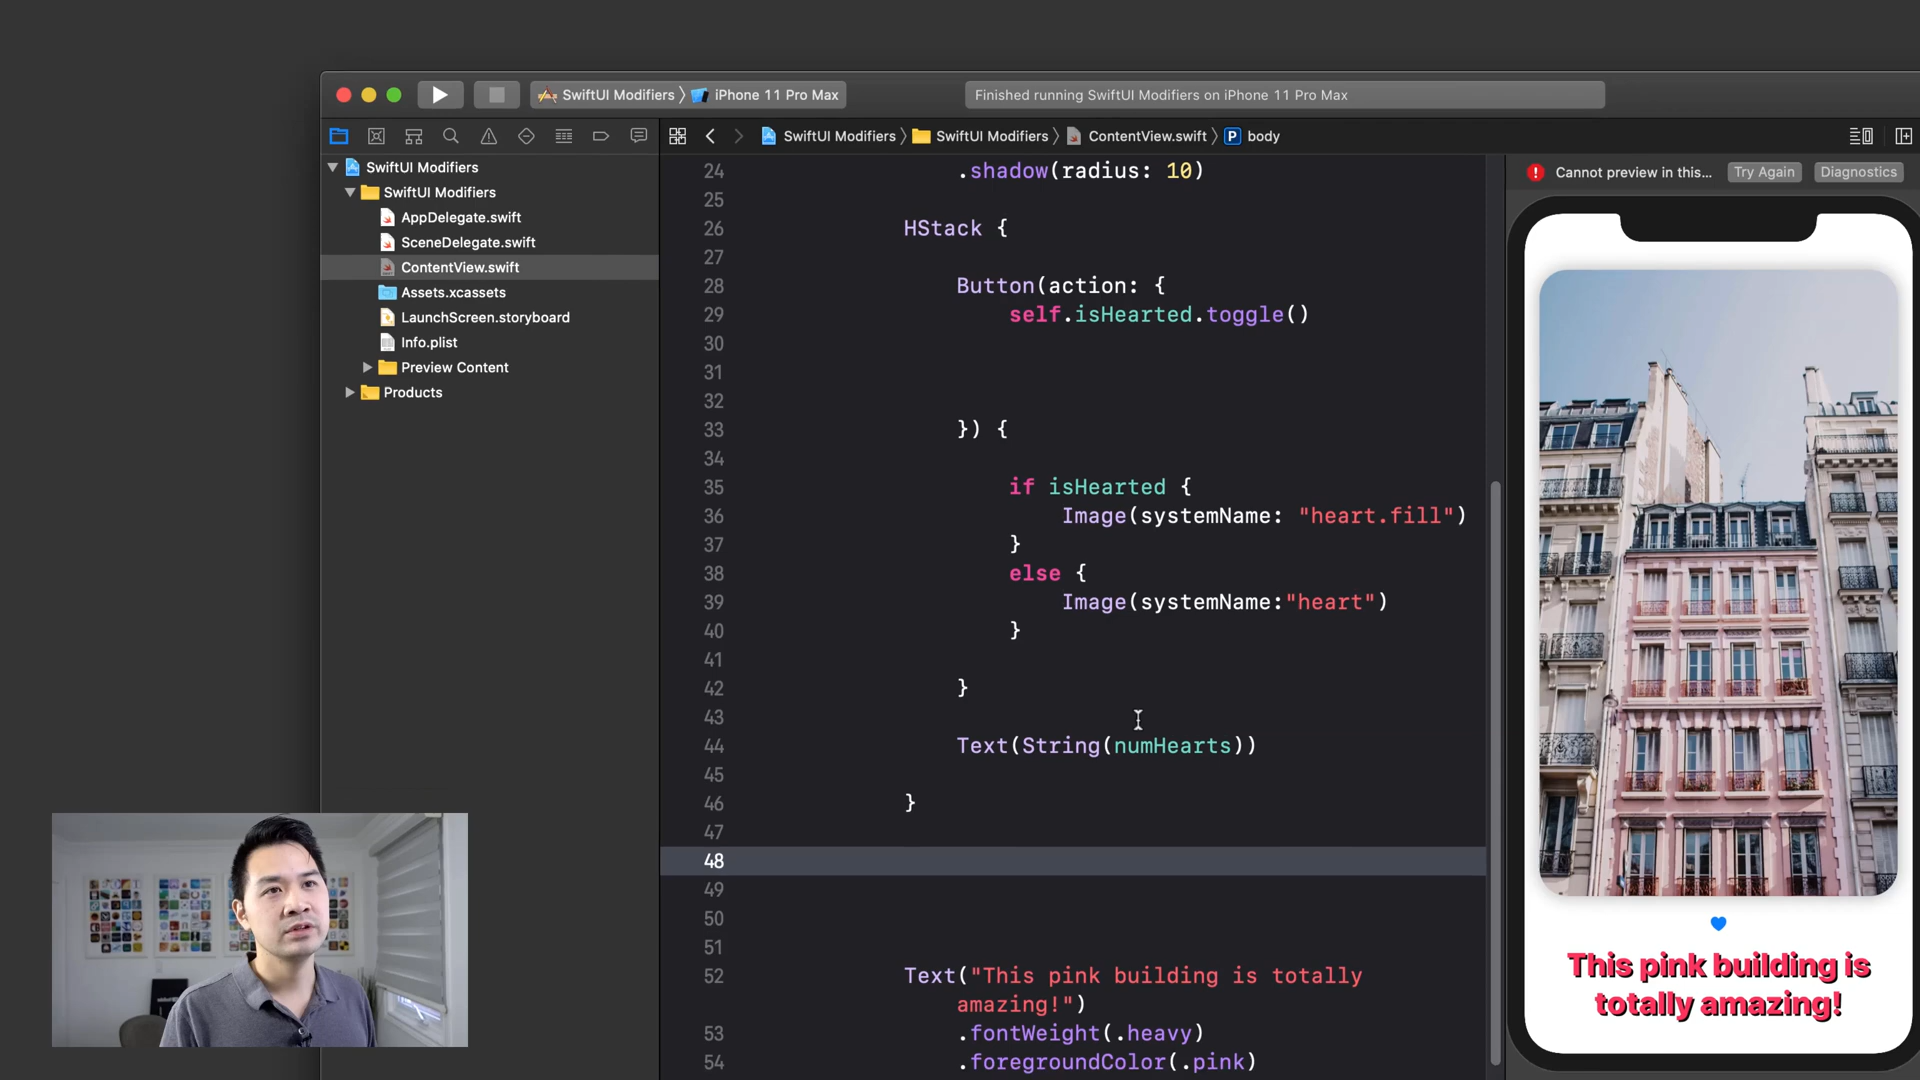 SwiftUI Modifiers 〉 iPhone 11 Pro Max
Finished running SwiftUI Modifiers on iPhone 11 Pro Max
SwiftUI Modifiers 〉 SwiftUI Modifiers 〉 ContentView.swift 〉 P body
SwiftUI Modifiers
SwiftUI Modifiers
AppDelegate.swift
SceneDelegate.swift
ContentView.swift
Assets.xcassets
LaunchScreen.storyboard
Info.plist
Preview Content
Products
24 .shadow(radius: 10)
25
26 HStack {
27
28 Button(action: {
29 self.isHearted.toggle()
30
31
32
33 }) {
34
35 if isHearted {
36 Image(systemName: "heart.fill")
37 }
38 else {
39 Image(systemName:"heart")
40 }
41
42 }
43
44 Text(String(numHearts))
45
46 }
47
48
49
50
51
52 Text("This pink building is totally
amazing!")
53 .fontWeight(.heavy)
54 .foregroundColor(.pink)
Cannot preview in this... Try Again Diagnostics
This pink building is
totally amazing!